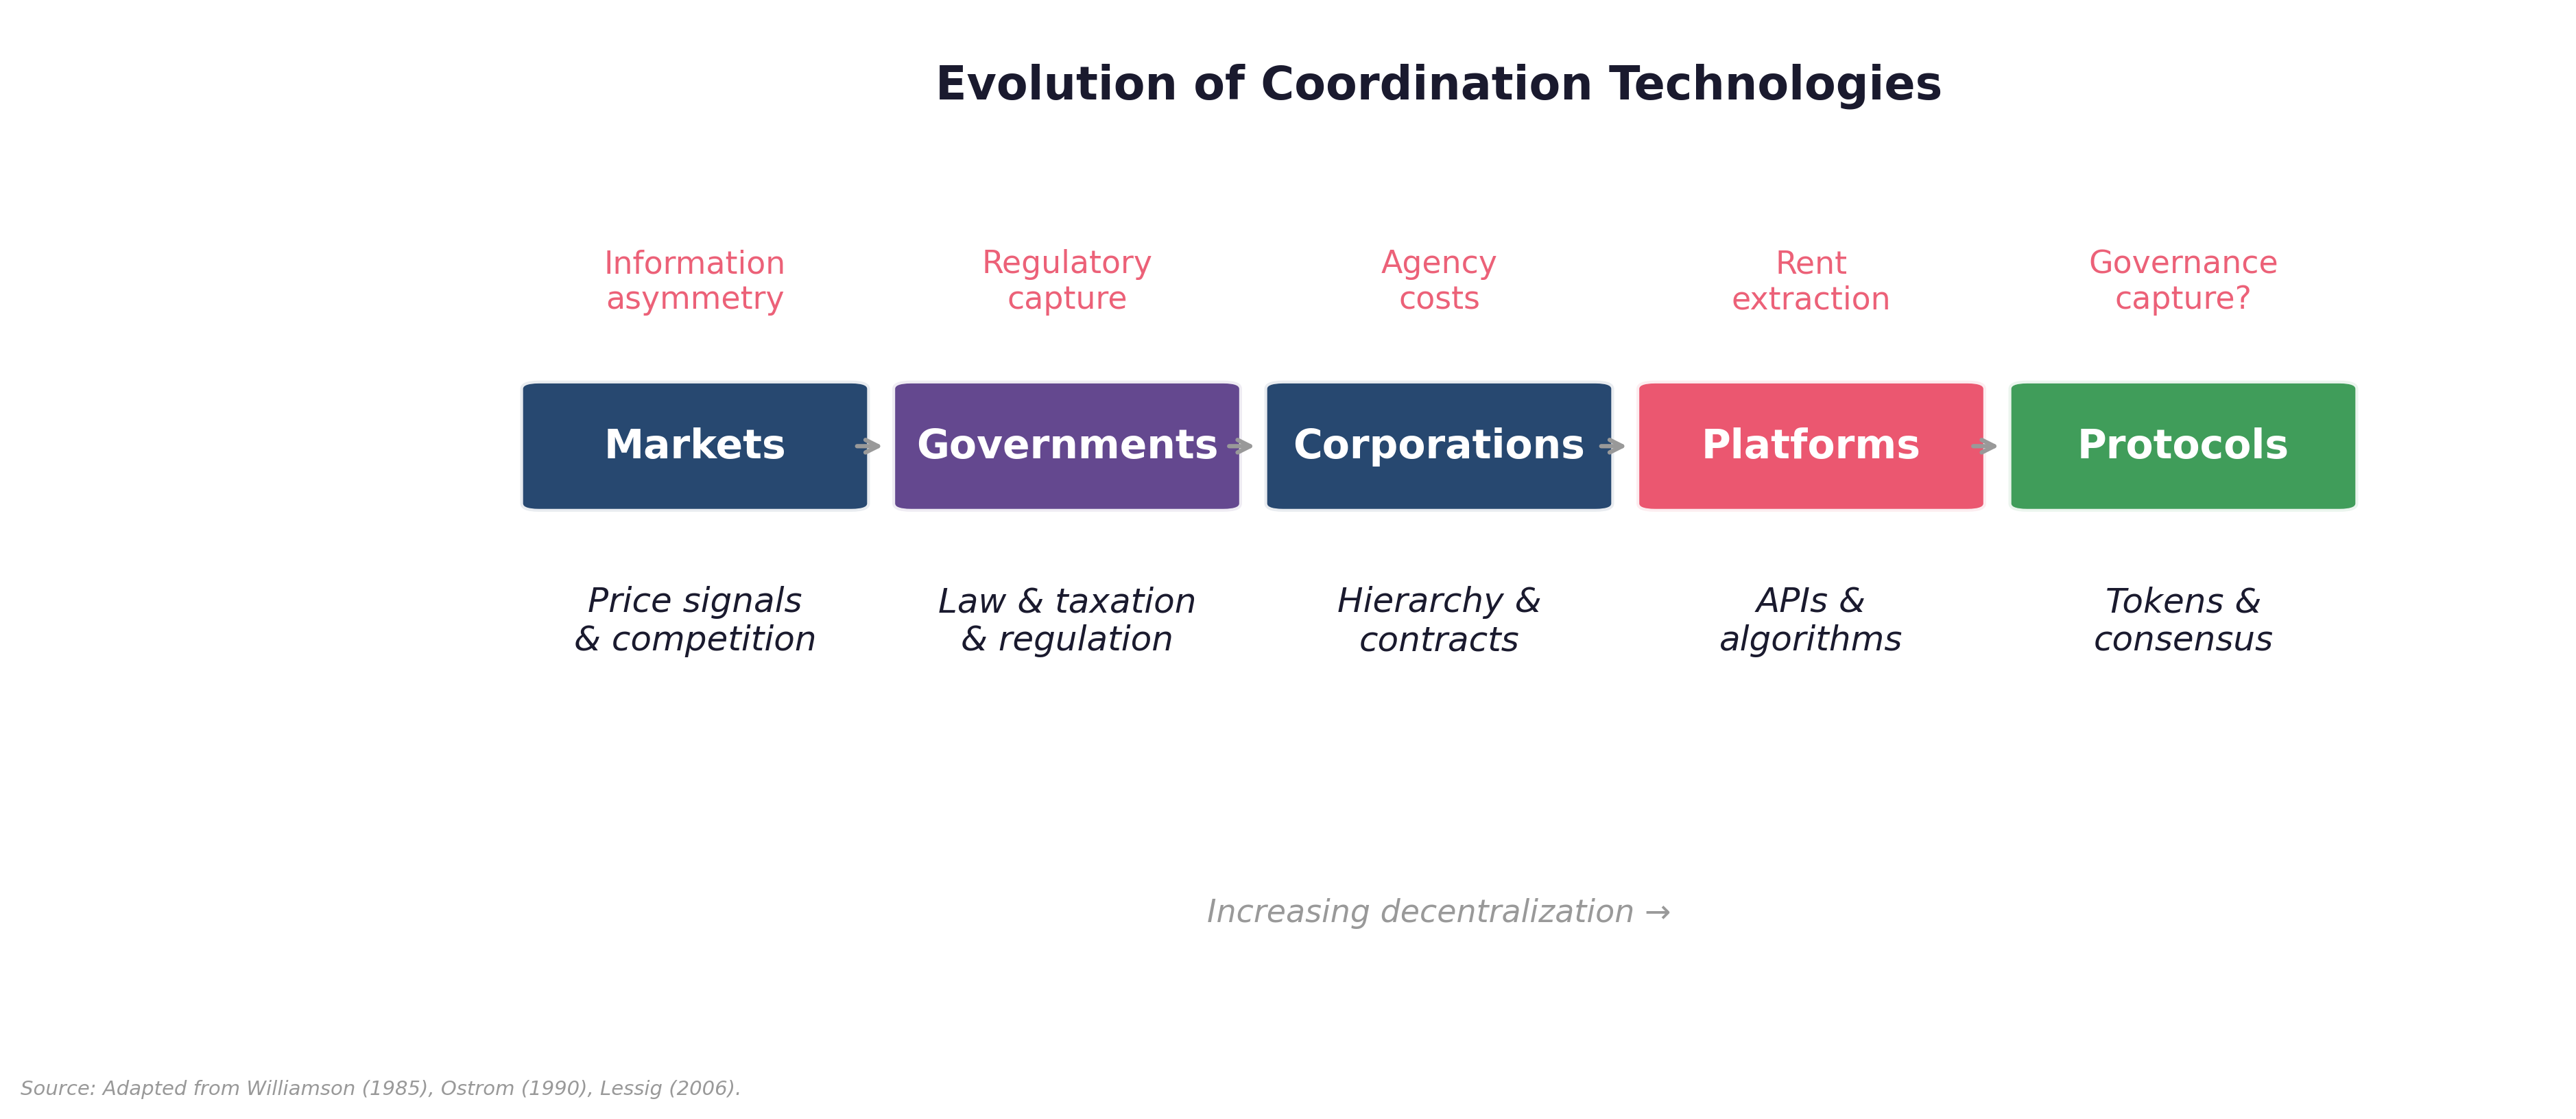 Evolution of Coordination Technologies
Information
asymmetry
Regulatory
capture
Agency
costs
Rent
extraction
Governance
capture?
Markets
Governments
Corporations
Platforms
Protocols
Price signals
& competition
Law & taxation
& regulation
Hierarchy &
contracts
APIs &
algorithms
Tokens &
consensus
Increasing decentralization →
Source: Adapted from Williamson (1985), Ostrom (1990), Lessig (2006).